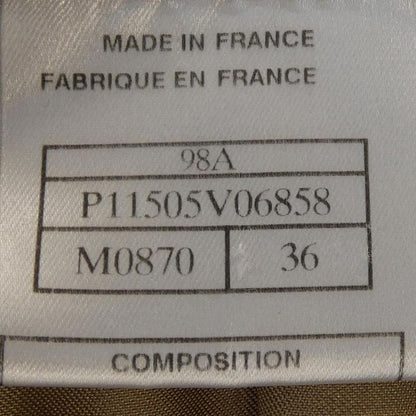 MADE IN FRANCE
FABRIQUE EN FRANCE
98A
P11505V06858
M0870 36
COMPOSITION